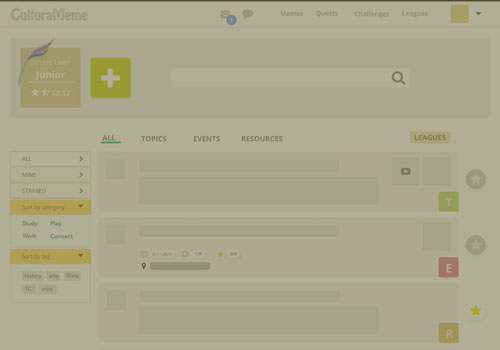 CulturaMeme
1
Memes Quests Challenges Leagues
Current Level
Junior
ALL TOPICS EVENTS RESOURCES LEAGUES
ALL
MINE
STARRED
Sort by category
Study Play
Work Connect
Sort by tag
history arts films
TC expo
T
E
R